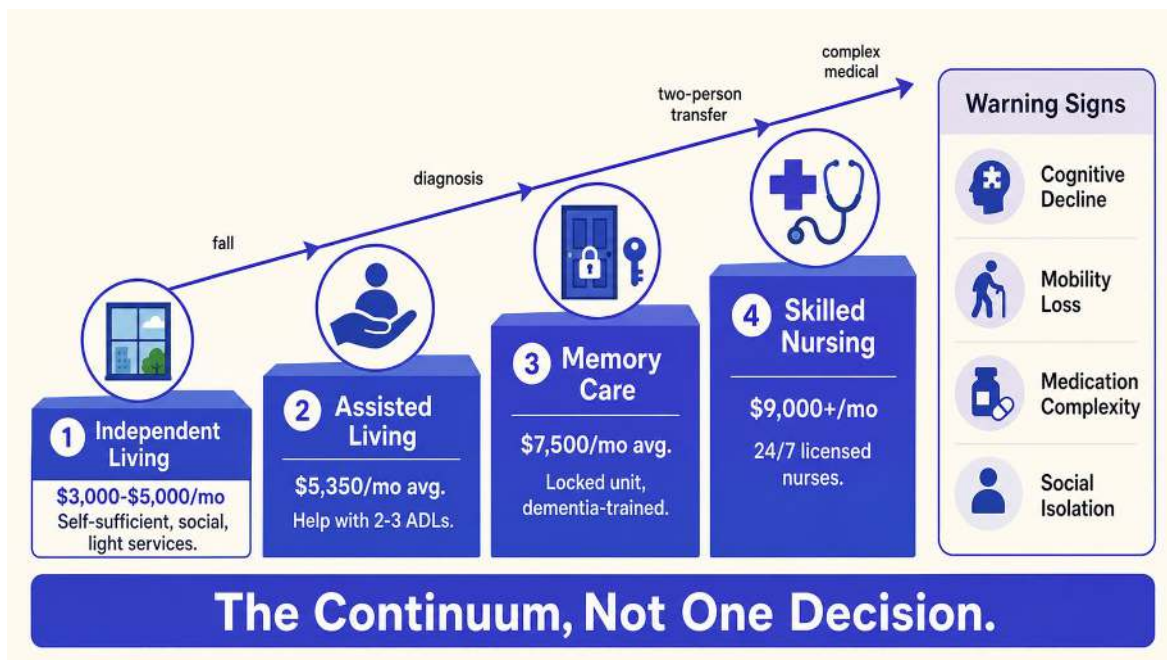 complex
medical
two-person
transfer
diagnosis
fall
1 Independent
Living
$3,000-$5,000/mo
Self-sufficient, social,
light services.
2 Assisted
Living
$5,350/mo avg.
Help with 2-3 ADLs.
3 Memory
Care
$7,500/mo avg.
Locked unit,
dementia-trained.
4 Skilled
Nursing
$9,000+/mo
24/7 licensed
nurses.
Warning Signs
Cognitive
Decline
Mobility
Loss
Medication
Complexity
Social
Isolation
The Continuum, Not One Decision.